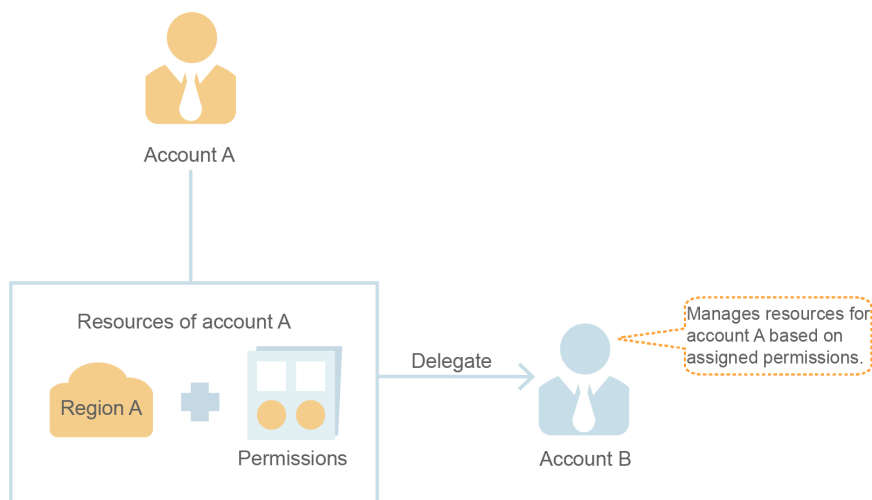 Account A
Resources of account A
Region A
Permissions
Delegate
Account B
Manages resources for
account A based on
assigned permissions.